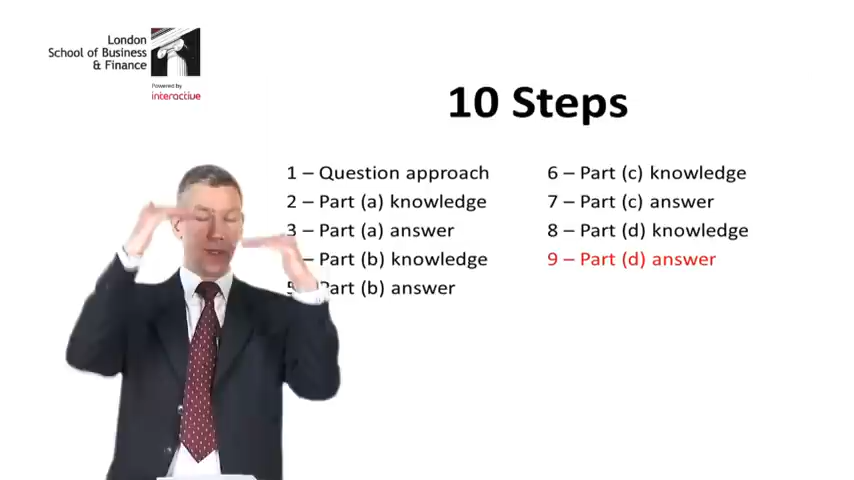 London
School of Business
& Finance
Powered by
interactive
10 Steps
1 – Question approach
2 – Part (a) knowledge
3 – Part (a) answer
– Part (b) knowledge
5 Part (b) answer
6 – Part (c) knowledge
7 – Part (c) answer
8 – Part (d) knowledge
9 – Part (d) answer